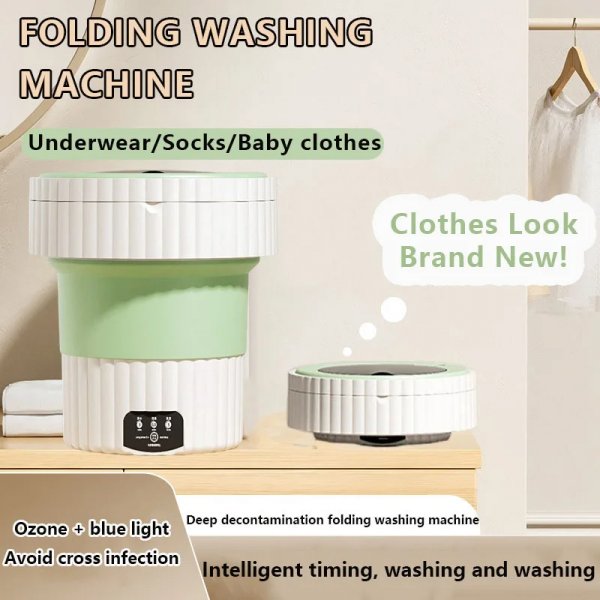 FOLDING WASHING
MACHINE
Underwear/Socks/Baby clothes
Clothes Look
Brand New!
Ozone + blue light
Avoid cross infection
Deep decontamination folding washing machine
Intelligent timing, washing and washing